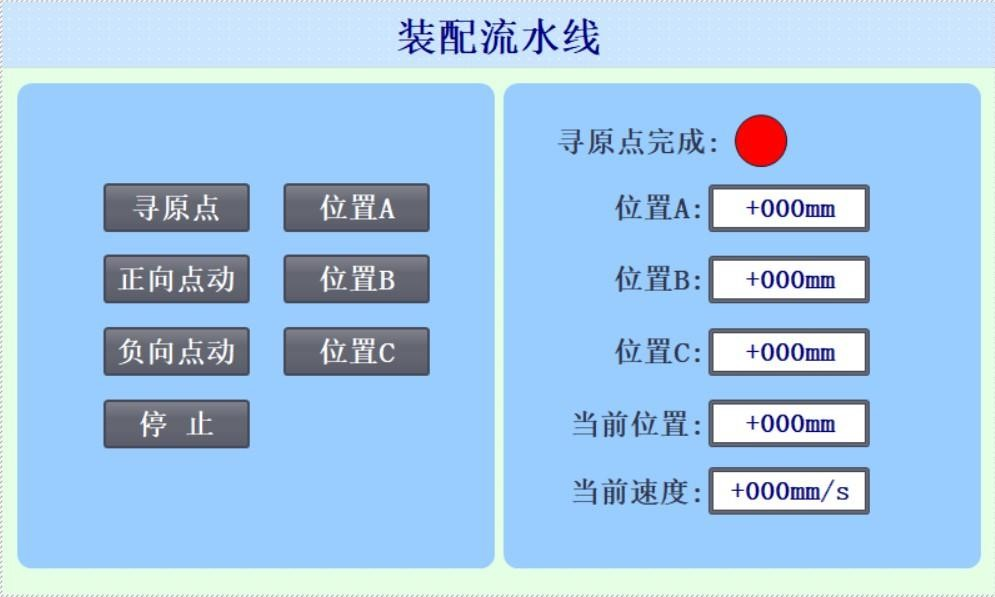 装配流水线
寻原点 位置A
正向点动 位置B
负向点动 位置C
停 止
寻原点完成:
位置A: +000mm
位置B: +000mm
位置C: +000mm
当前位置: +000mm
当前速度: +000mm/s